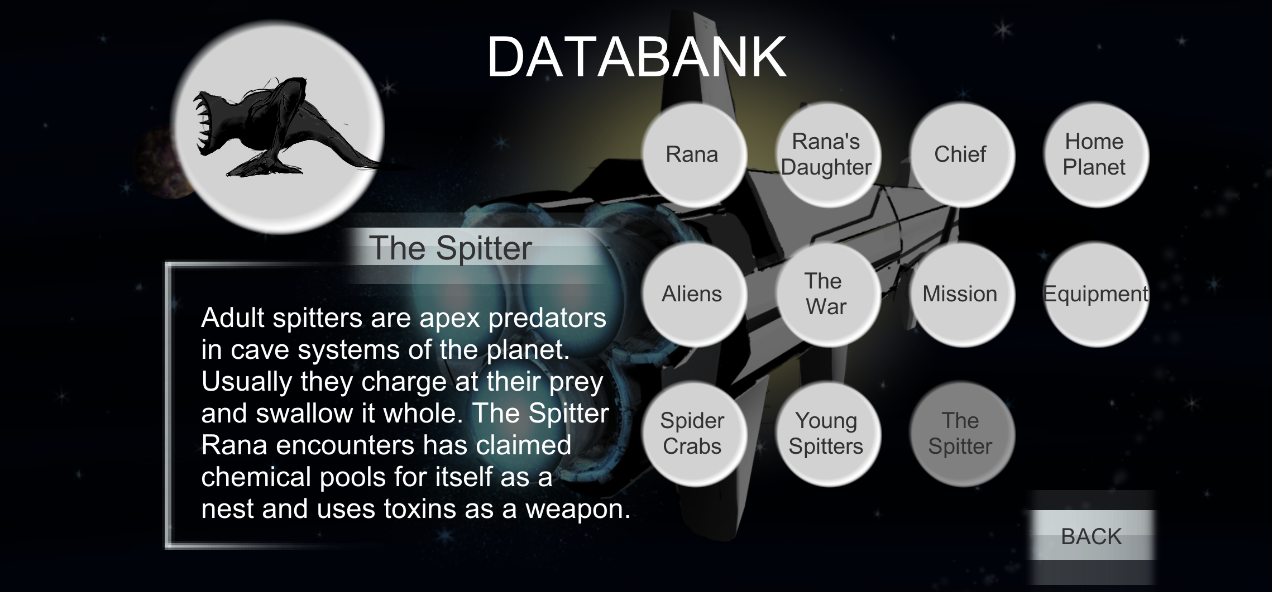 DATABANK
The Spitter
Adult spitters are apex predators
in cave systems of the planet.
Usually they charge at their prey
and swallow it whole. The Spitter
Rana encounters has claimed
chemical pools for itself as a
nest and uses toxins as a weapon.
Rana
Rana's
Daughter
Chief
Home
Planet
Aliens
The
War
Mission
Equipment
Spider
Crabs
Young
Spitters
The
Spitter
BACK